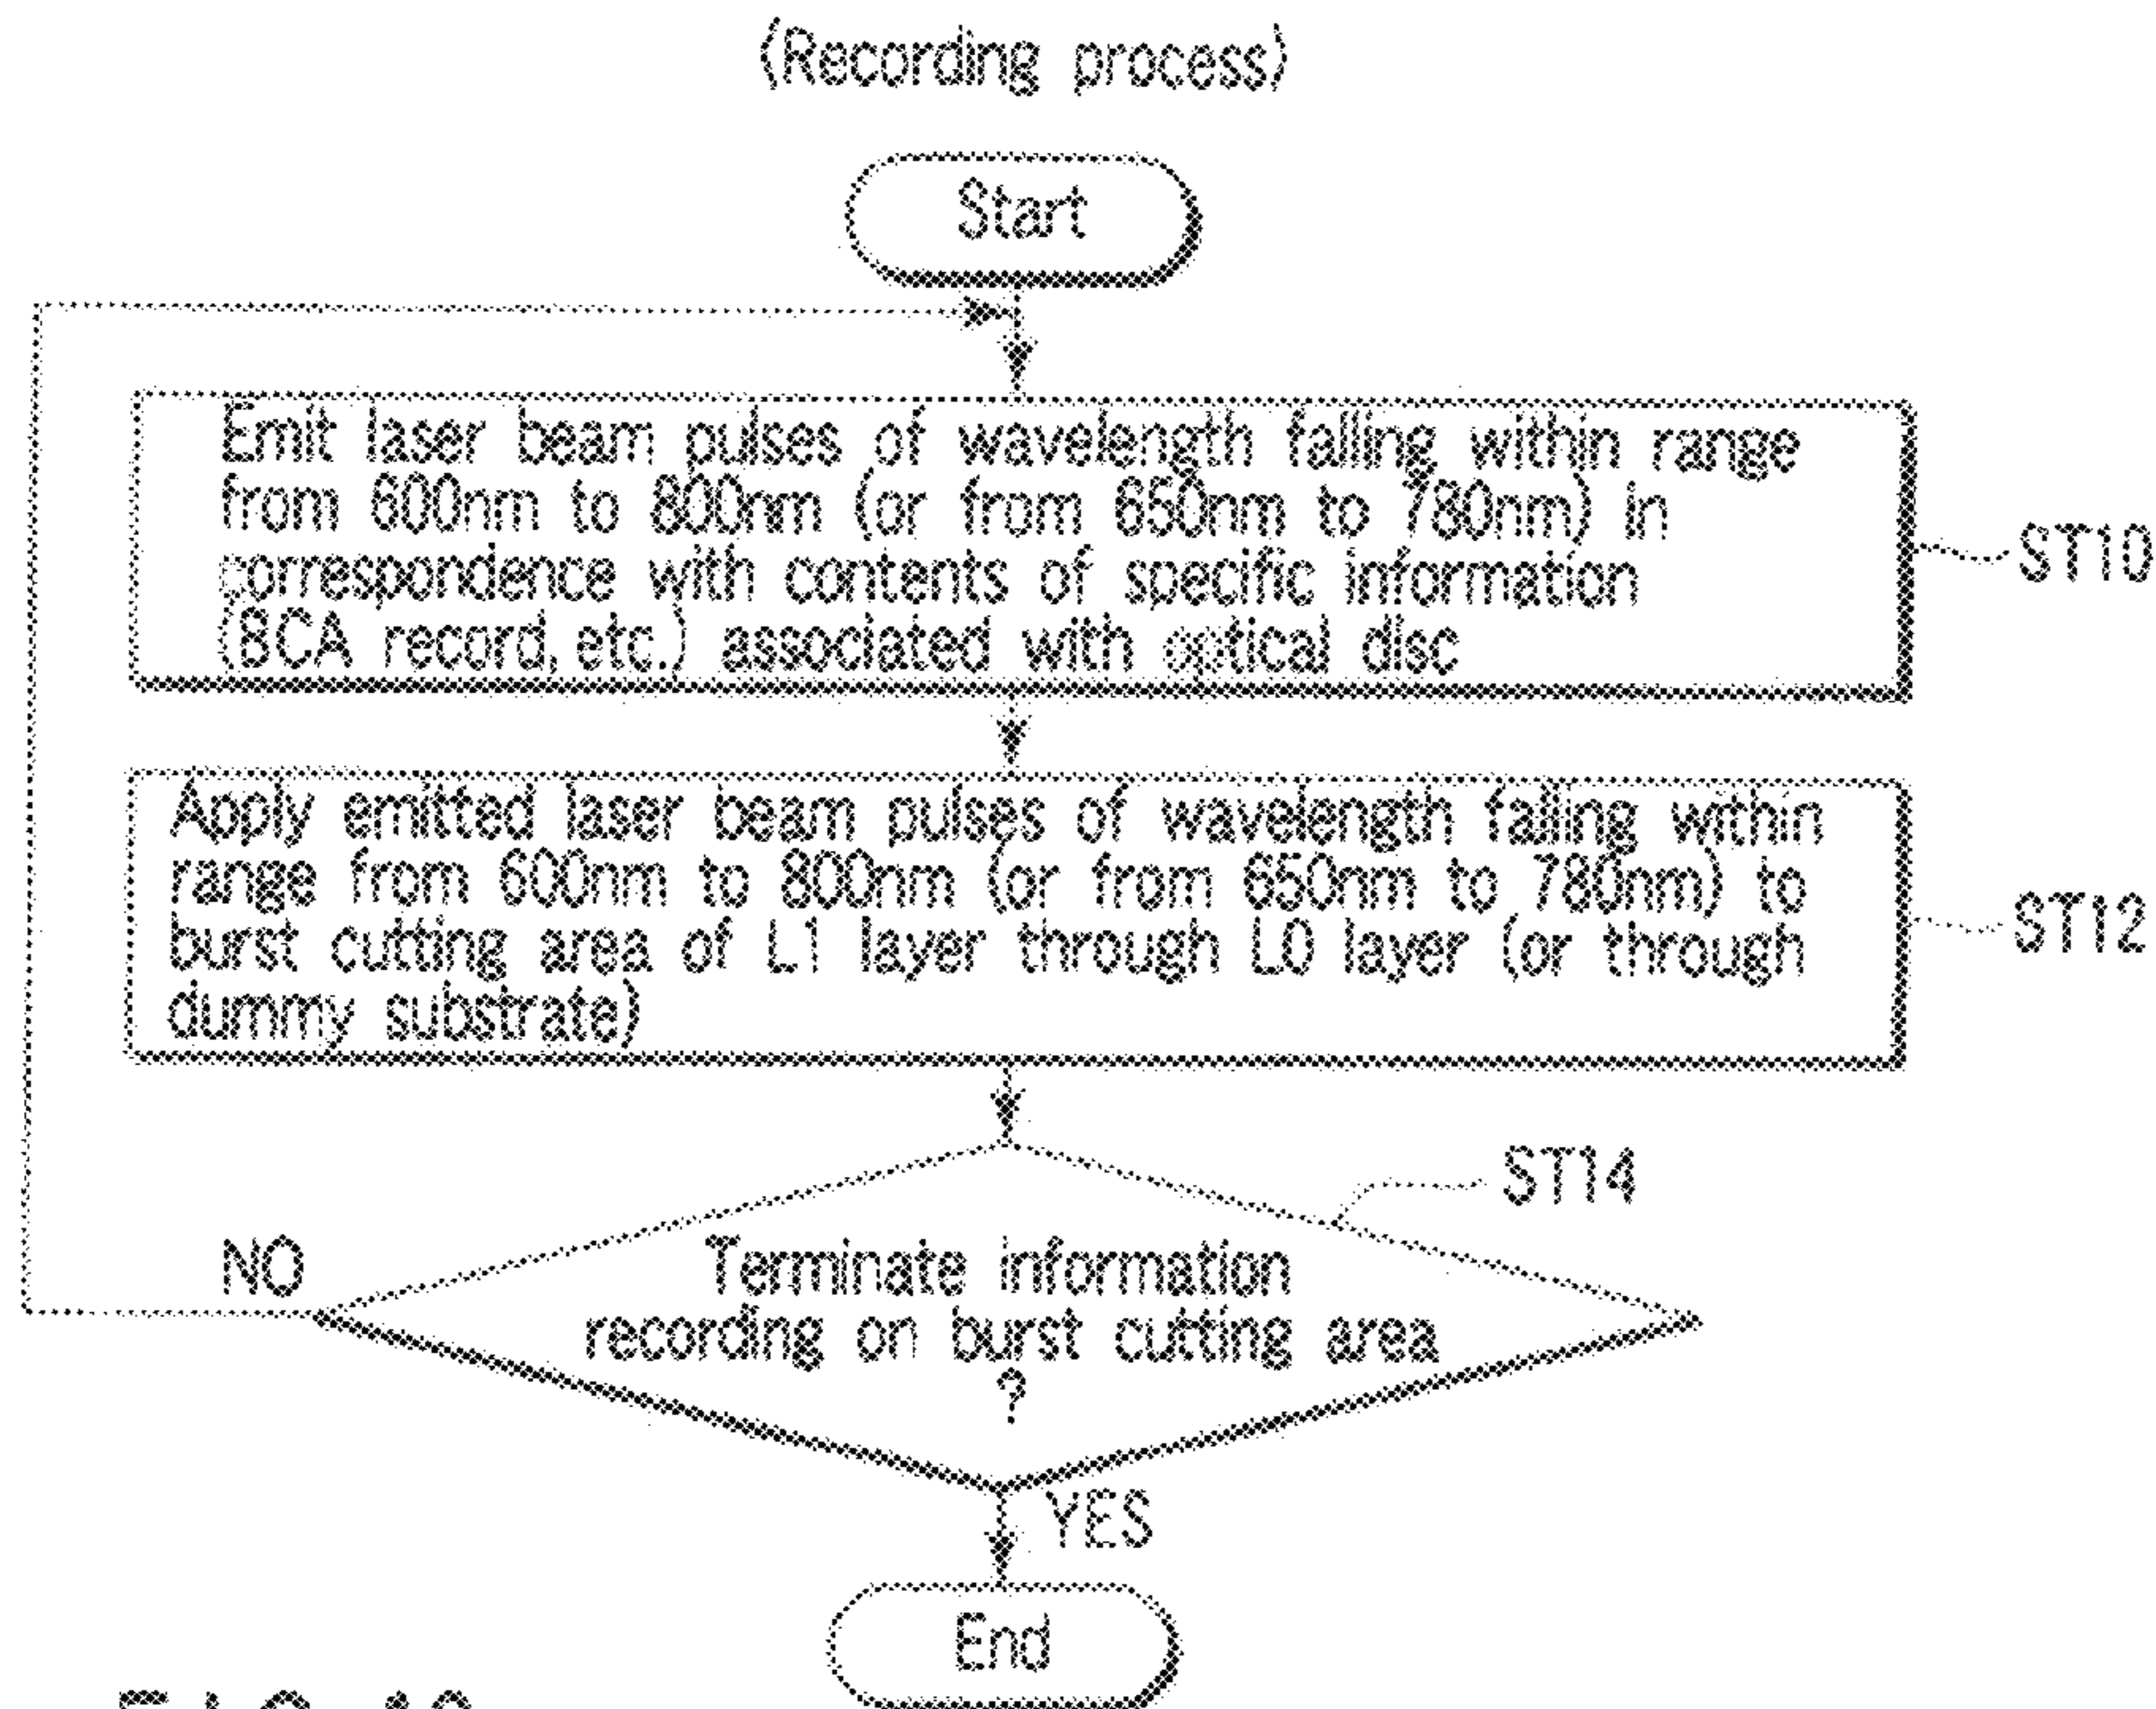 (Recording process)
Start
Emit laser beam pulses of wavelength falling within range
from 600nm to 800nm (or from 650nm to 780nm) in
correspondence with contents of specific information
(BCA record, etc.) associated with optical disc
ST10
Apply emitted laser beam pulses of wavelength falling within
range from 600nm to 800nm (or from 650nm to 780nm) to
burst cutting area of L1 layer through L0 layer (or through
dummy substrate)
ST12
ST14
NO
Terminate information
recording on burst cutting area
?
YES
End